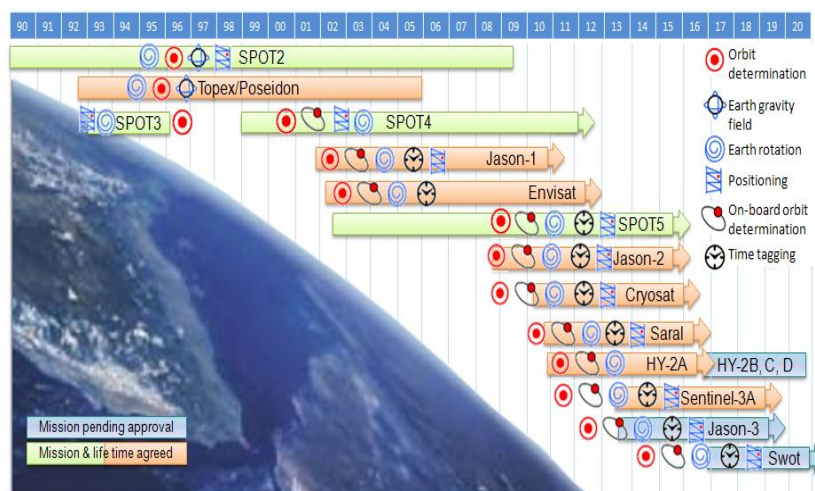 90 91 92 93 94 95 96 97 98 99 00 01 02 03 04 05 06 07 08 09 10 11 12 13 14 15 16 17 18 19 20
SPOT2
Topex/Poseidon
SPOT3
SPOT4
Jason-1
Envisat
SPOT5
Jason-2
Cryosat
Saral
HY-2A
HY-2B, C, D
Sentinel-3A
Jason-3
Swot
Orbit
determination
Earth gravity
field
Earth rotation
Positioning
On-board orbit
determination
Time tagging
Mission pending approval
Mission & life time agreed